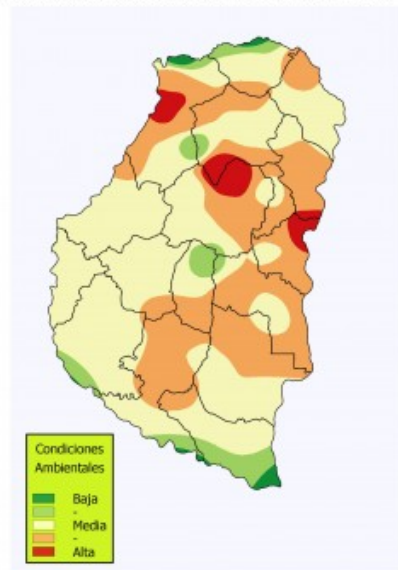 Condiciones
Ambientales
Baja
-
Media
-
Alta